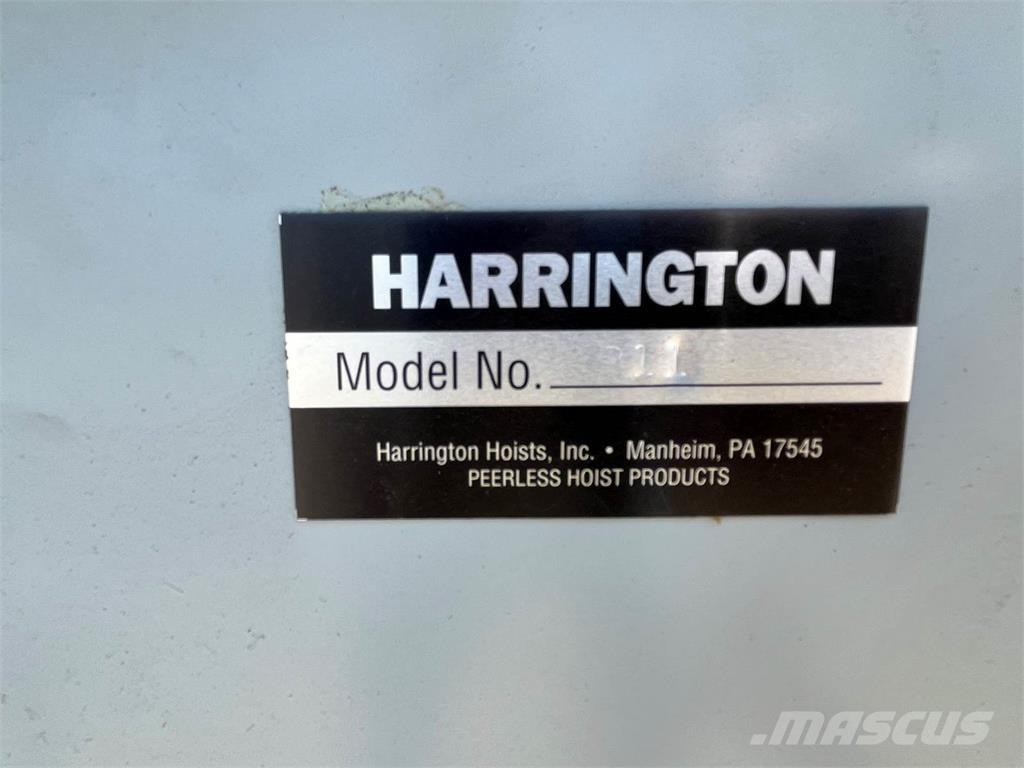 HARRINGTON
Model No.
Harrington Hoists, Inc. • Manheim, PA 17545
PEERLESS HOIST PRODUCTS
MASCUS